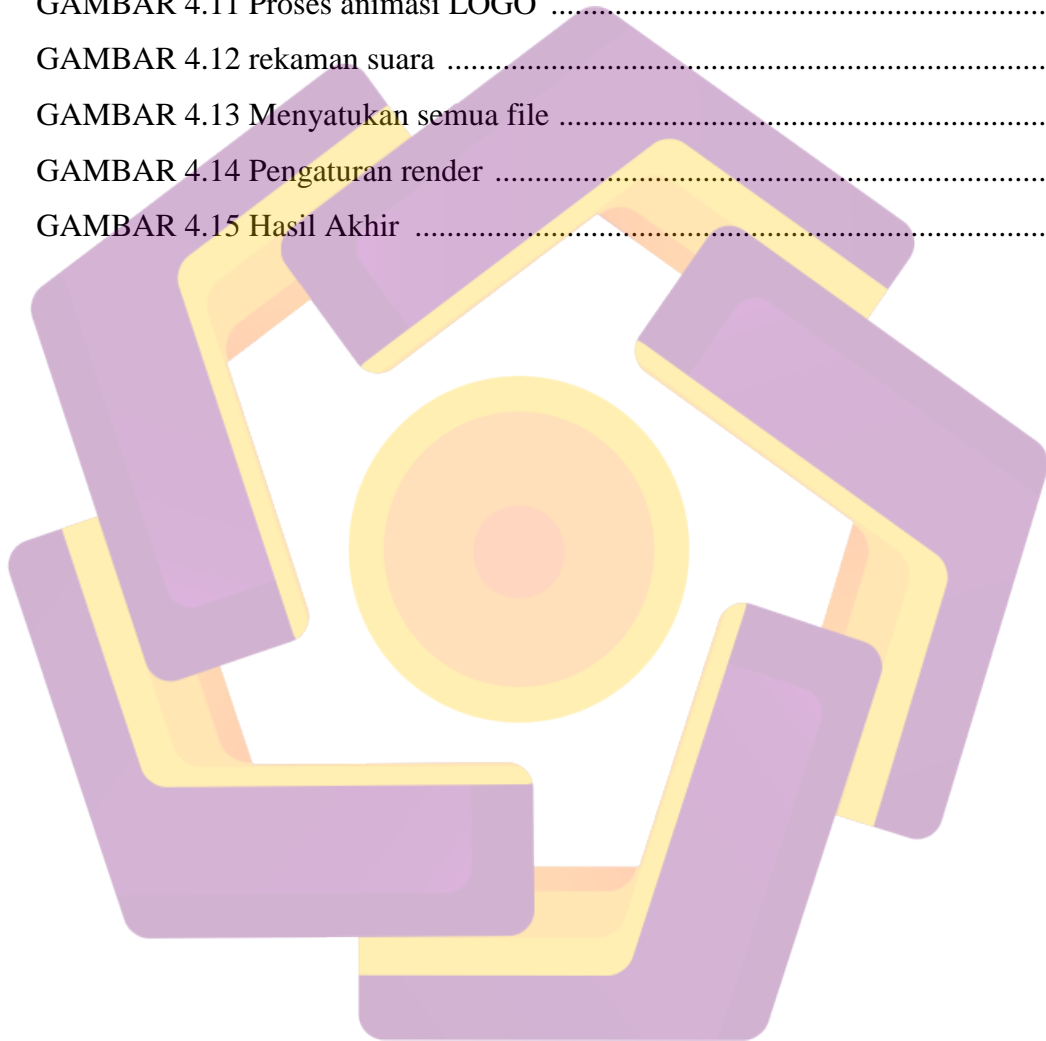 GAMBAR 4.11 Proses animasi LOGO ........................................................
GAMBAR 4.12 rekaman suara ......................................................................
GAMBAR 4.13 Menyatukan semua file .......................................................
GAMBAR 4.14 Pengaturan render ...............................................................
GAMBAR 4.15 Hasil Akhir .........................................................................